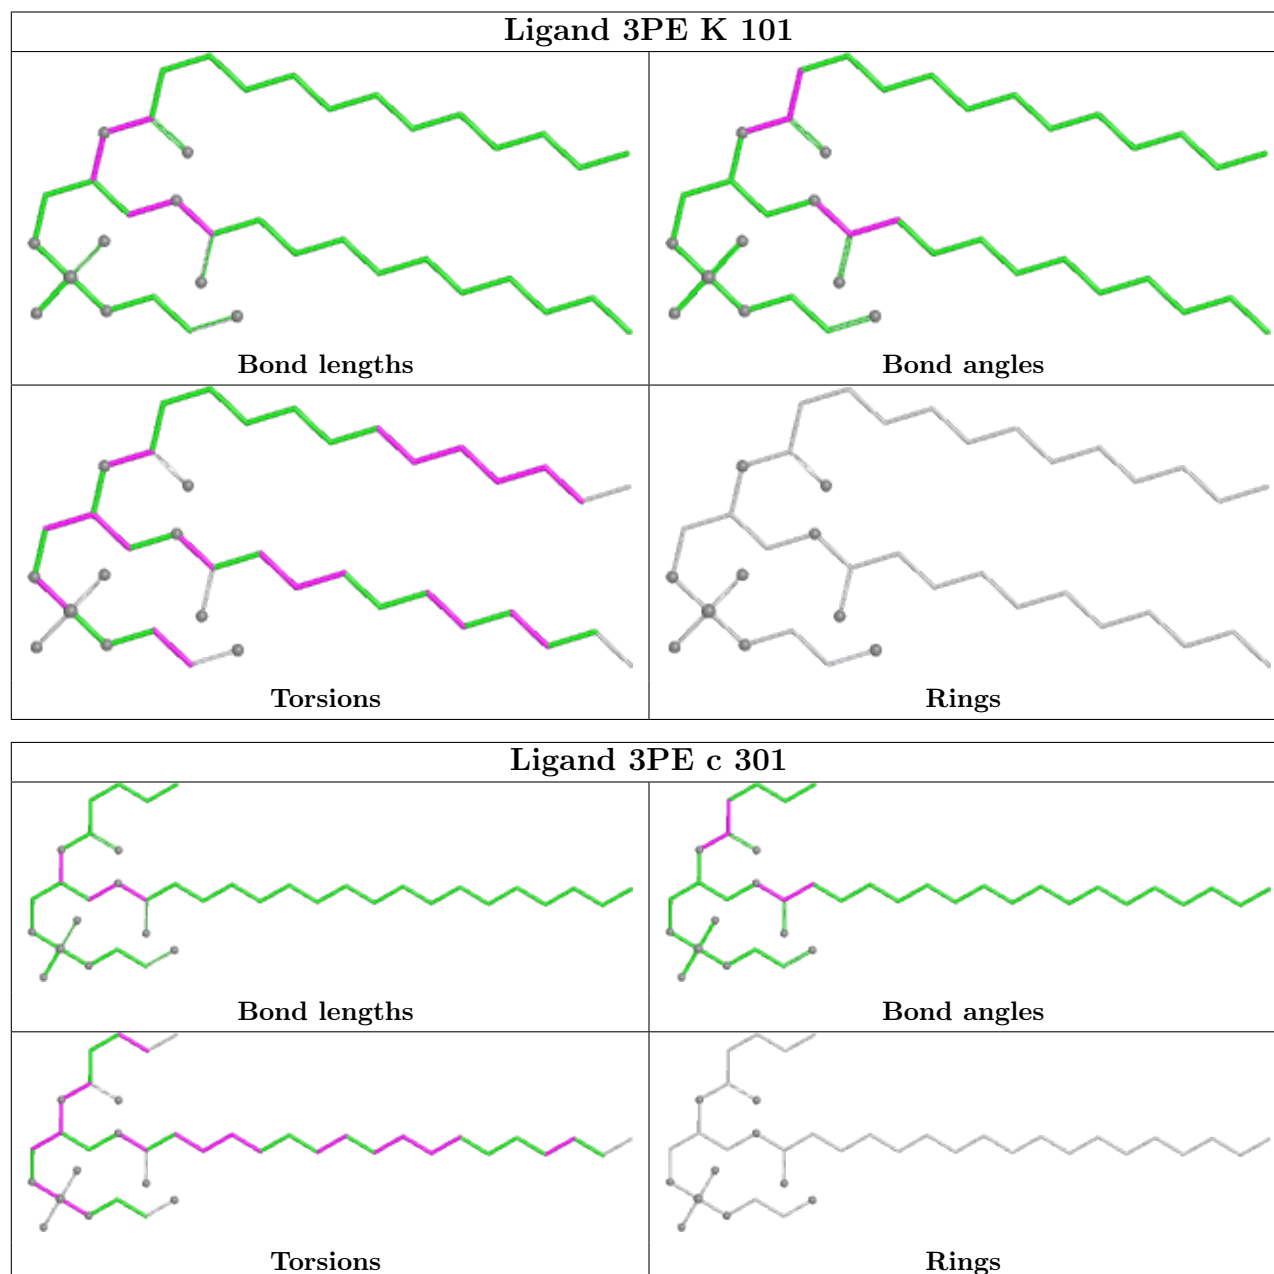 Ligand 3PE K 101
Bond lengths
Bond angles
Torsions
Rings
Ligand 3PE c 301
Bond lengths
Bond angles
Torsions
Rings